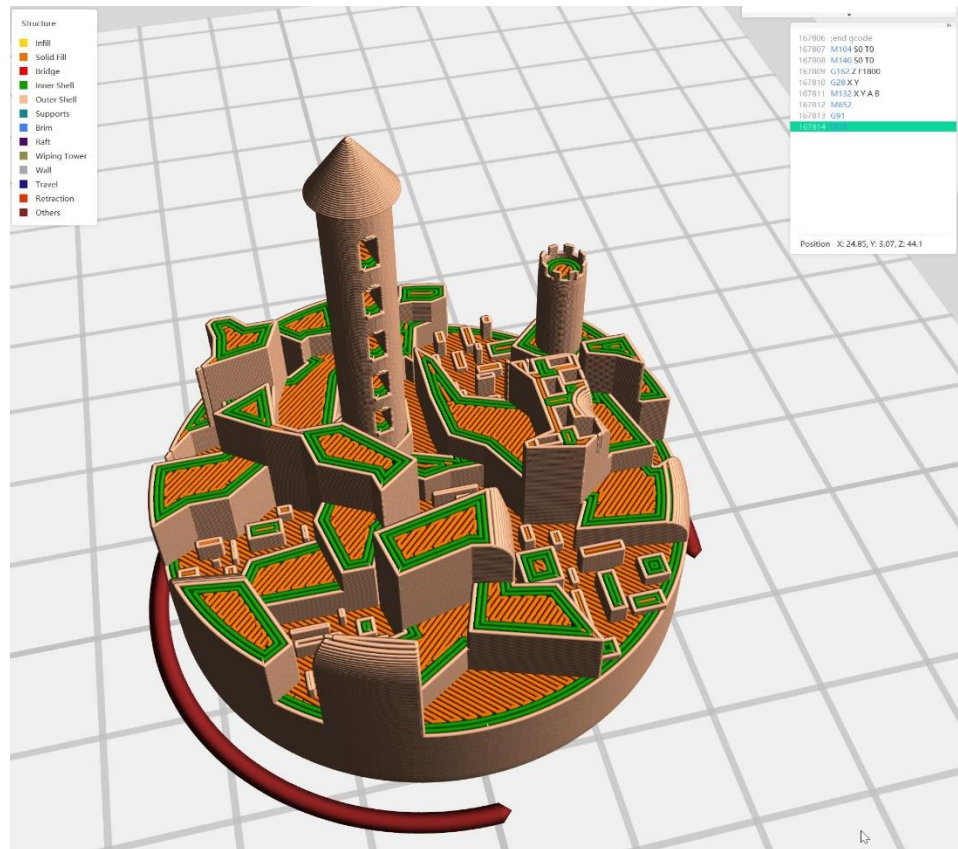 Structure
Infill
Solid Fill
Bridge
Inner Shell
Outer Shell
Supports
Brim
Raft
Wiping Tower
Wall
Travel
Retraction
Others
167806 ;end gcode
167807 M104 S0 T0
167808 M140 S0 T0
167809 G162 Z F1800
167810 G28 X Y
167811 M132 X Y A B
167812 M652
167813 G91
167814
Position X: 24.85, Y: 3.07, Z: 44.1